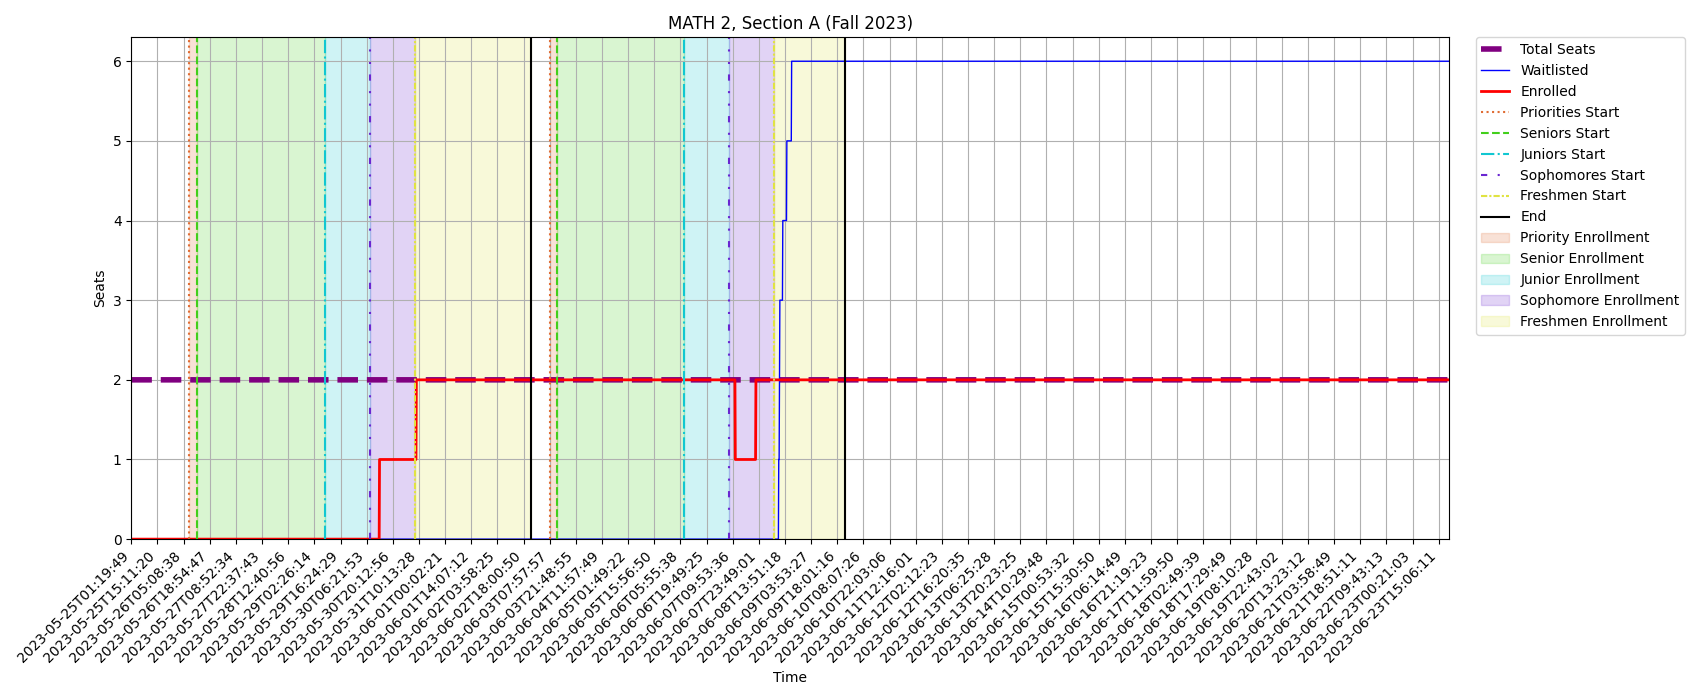 MATH 2, Section A (Fall 2023)
Seats
6
5
4
3
2
1
0
Total Seats
Waitlisted
Enrolled
Priorities Start
Seniors Start
Juniors Start
Sophomores Start
Freshmen Start
End
Priority Enrollment
Senior Enrollment
Junior Enrollment
Sophomore Enrollment
Freshmen Enrollment
2023-05-25T01:19:49
2023-05-25T15:11:20
2023-05-26T05:08:38
2023-05-26T18:54:47
2023-05-27T08:52:34
2023-05-27T22:37:43
2023-05-28T12:40:56
2023-05-29T02:26:14
2023-05-29T16:24:29
2023-05-30T06:21:53
2023-05-30T20:12:56
2023-05-31T10:13:28
2023-06-01T00:02:21
2023-06-01T14:07:12
2023-06-02T03:58:25
2023-06-02T18:00:50
2023-06-03T07:57:57
2023-06-03T21:48:55
2023-06-04T11:57:49
2023-06-05T01:49:22
2023-06-05T15:56:50
2023-06-06T05:55:38
2023-06-06T19:49:25
2023-06-07T09:53:36
2023-06-07T23:49:01
2023-06-08T13:51:18
2023-06-09T03:53:27
2023-06-09T18:01:16
2023-06-10T08:07:26
2023-06-10T22:03:06
2023-06-11T12:16:01
2023-06-12T02:12:23
2023-06-12T16:20:35
2023-06-13T06:25:28
2023-06-13T20:23:25
2023-06-14T10:29:48
2023-06-15T00:53:32
2023-06-15T15:30:50
2023-06-16T06:14:49
2023-06-16T21:19:23
2023-06-17T11:59:50
2023-06-18T02:49:39
2023-06-18T17:29:49
2023-06-19T08:10:28
2023-06-19T22:43:02
2023-06-20T13:23:12
2023-06-21T03:58:49
2023-06-21T18:51:11
2023-06-22T09:43:13
2023-06-23T00:21:03
2023-06-23T15:06:11
Time